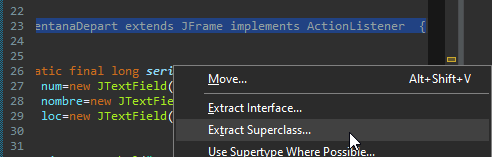 22
23 entanaDepart extends JFrame implements ActionListener {
24
25
26 atic final long seri
27 num=new JTextField(
28 nombre=new JTextFie
29 loc=new JTextField(
30
31
Move... Alt+Shift+V
Extract Interface...
Extract Superclass...
Use Supertype Where Possible...